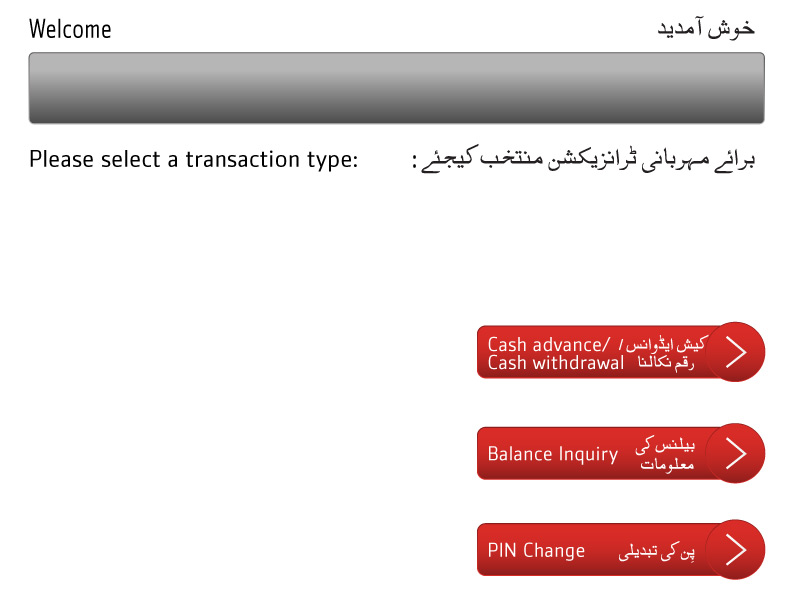 Welcome خوش آمدید
Please select a transaction type: برائے مہربانی ٹرانزیکشن منتخب کیجئے :
Cash advance/ کیش ایڈوانس/
Cash withdrawal رقم نکالنا
Balance Inquiry بیلنس کی
معلومات
PIN Change پِن کی تبدیلی